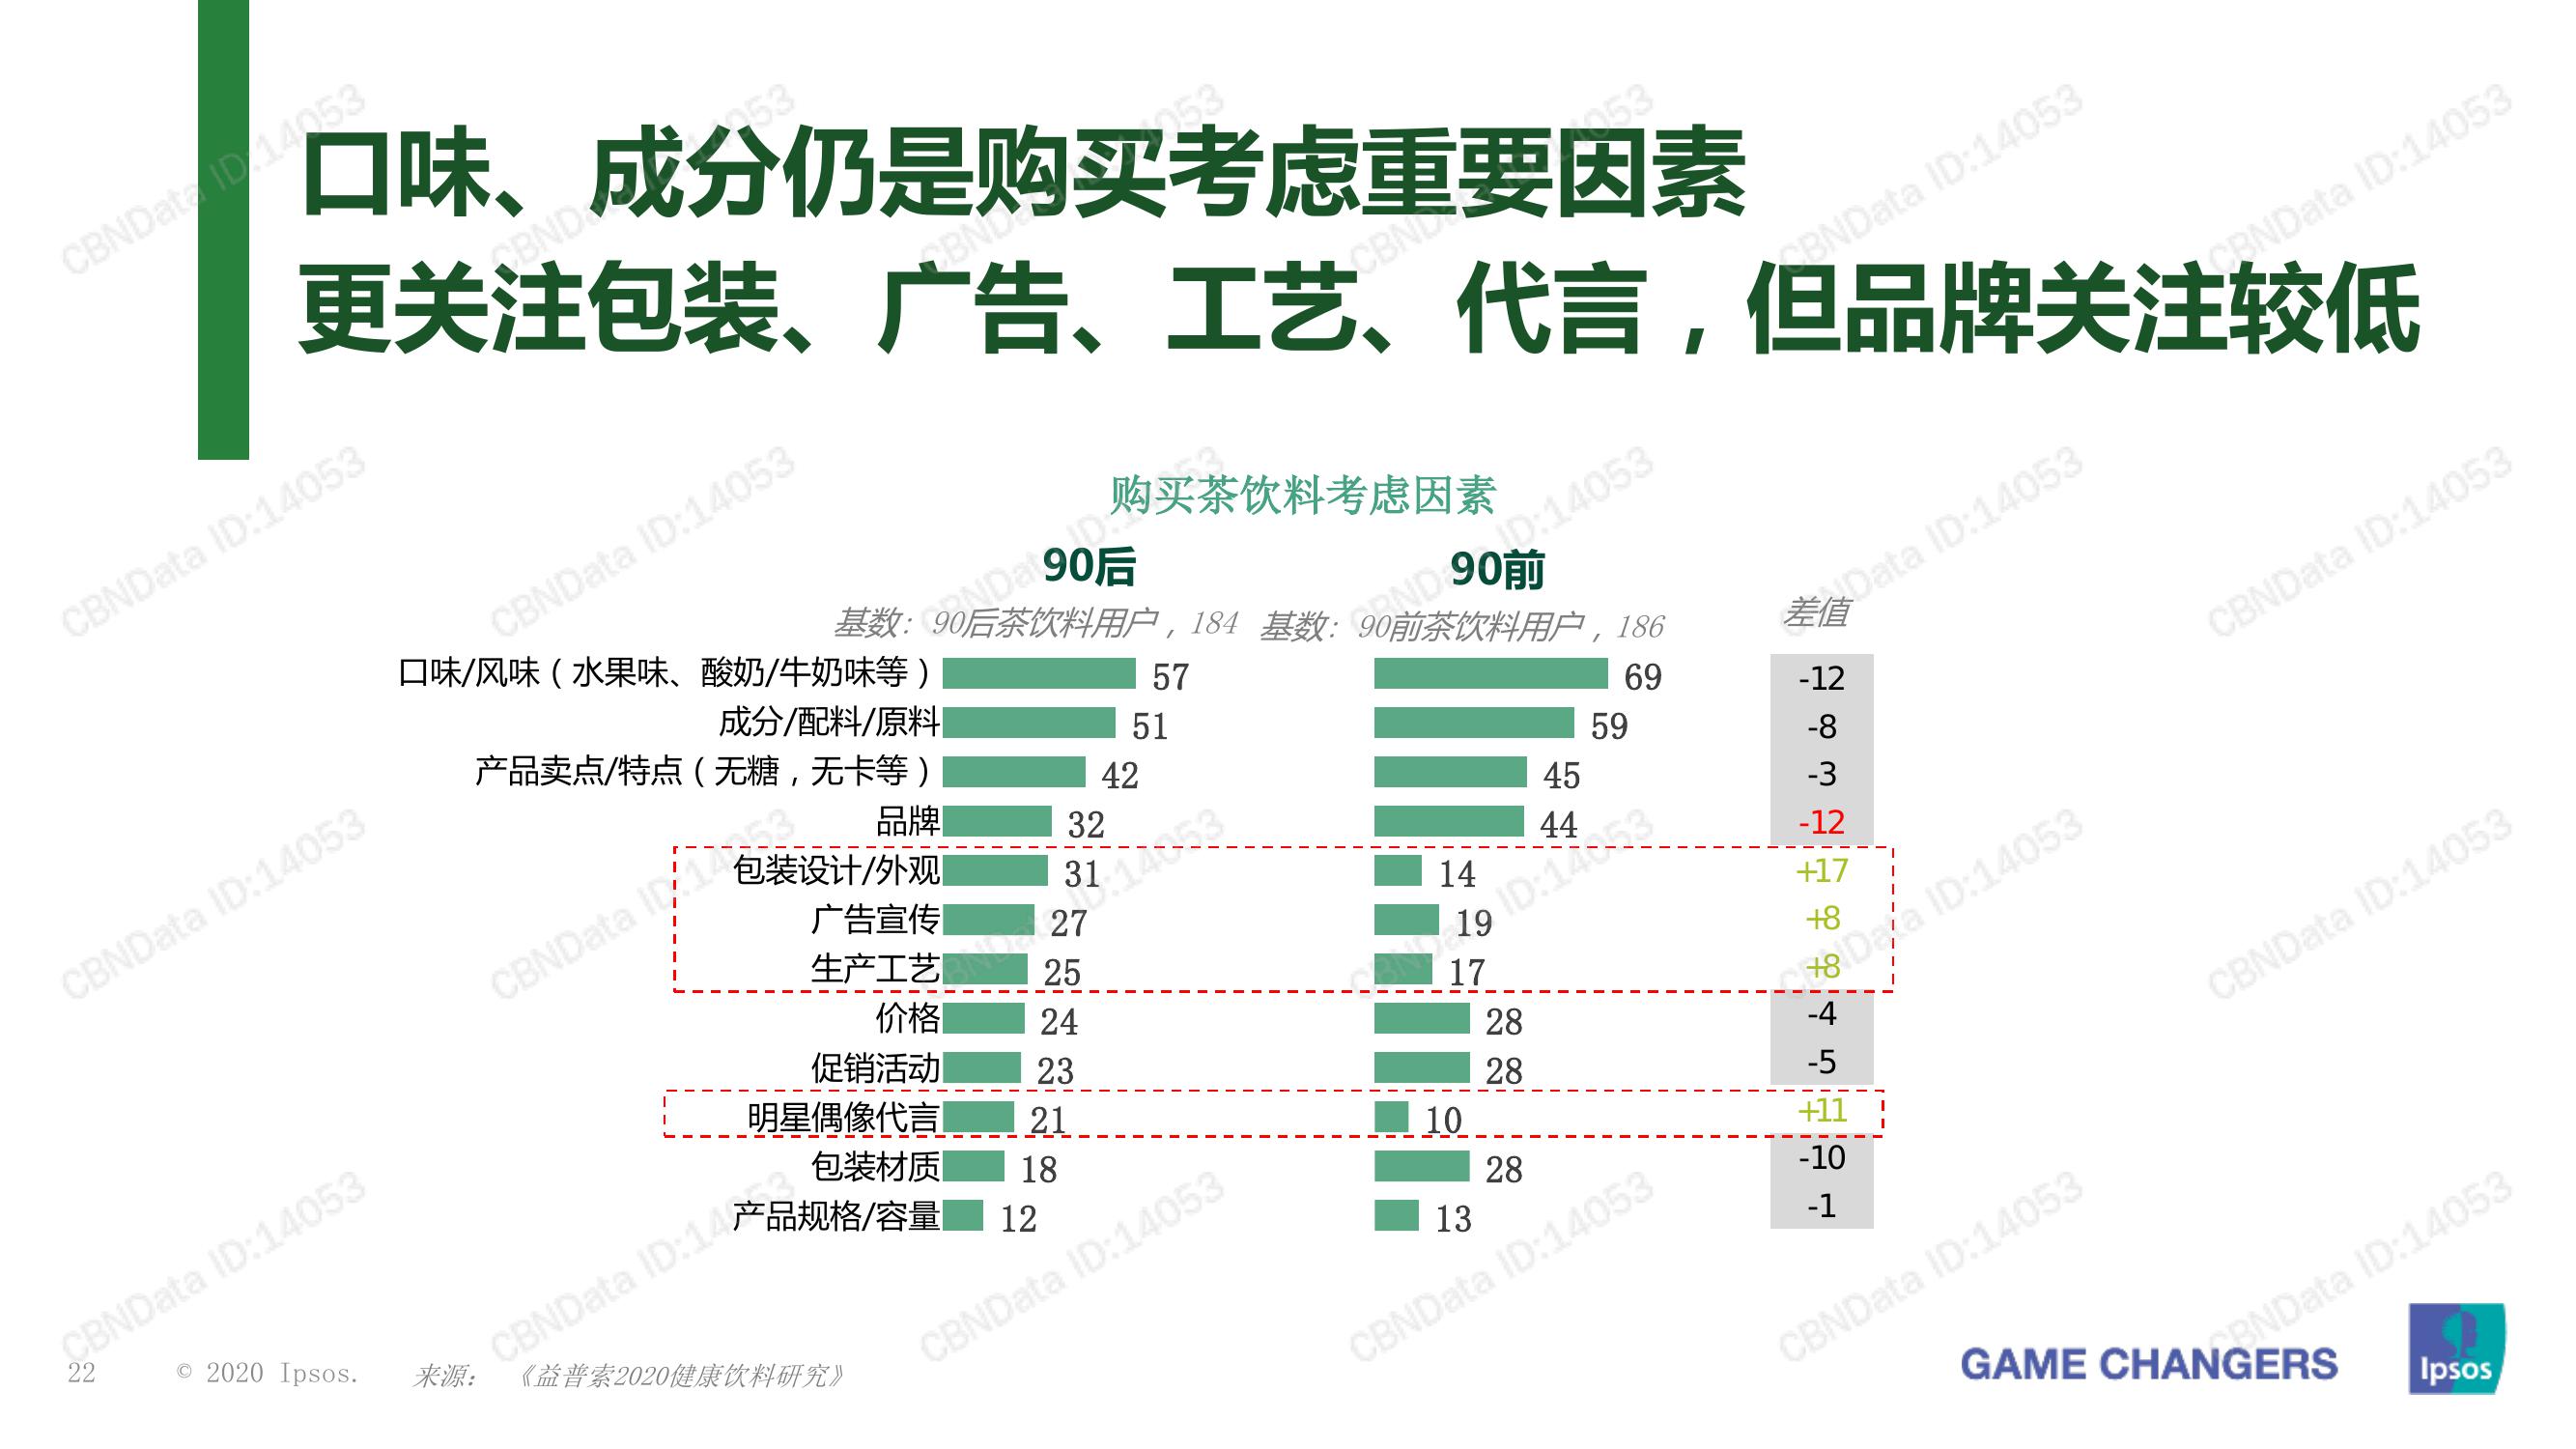 口味、成分仍是购买考虑重要因素
更关注包装、广告、工艺、代言，但品牌关注较低
购买茶饮料考虑因素
90后 90前
基数：90后茶饮料用户，184 基数：90前茶饮料用户，186 差值
口味/风味（水果味、酸奶/牛奶味等） 57 69 -12
成分/配料/原料 51 59 -8
产品卖点/特点（无糖，无卡等） 42 45 -3
品牌 32 44 -12
包装设计/外观 31 14 +17
广告宣传 27 19 +8
生产工艺 25 17 +8
价格 24 28 -4
促销活动 23 28 -5
明星偶像代言 21 10 +11
包装材质 18 28 -10
产品规格/容量 12 13 -1
22 © 2020 Ipsos. 来源：《益普索2020健康饮料研究》 GAME CHANGERS Ipsos
CBNData ID:14053